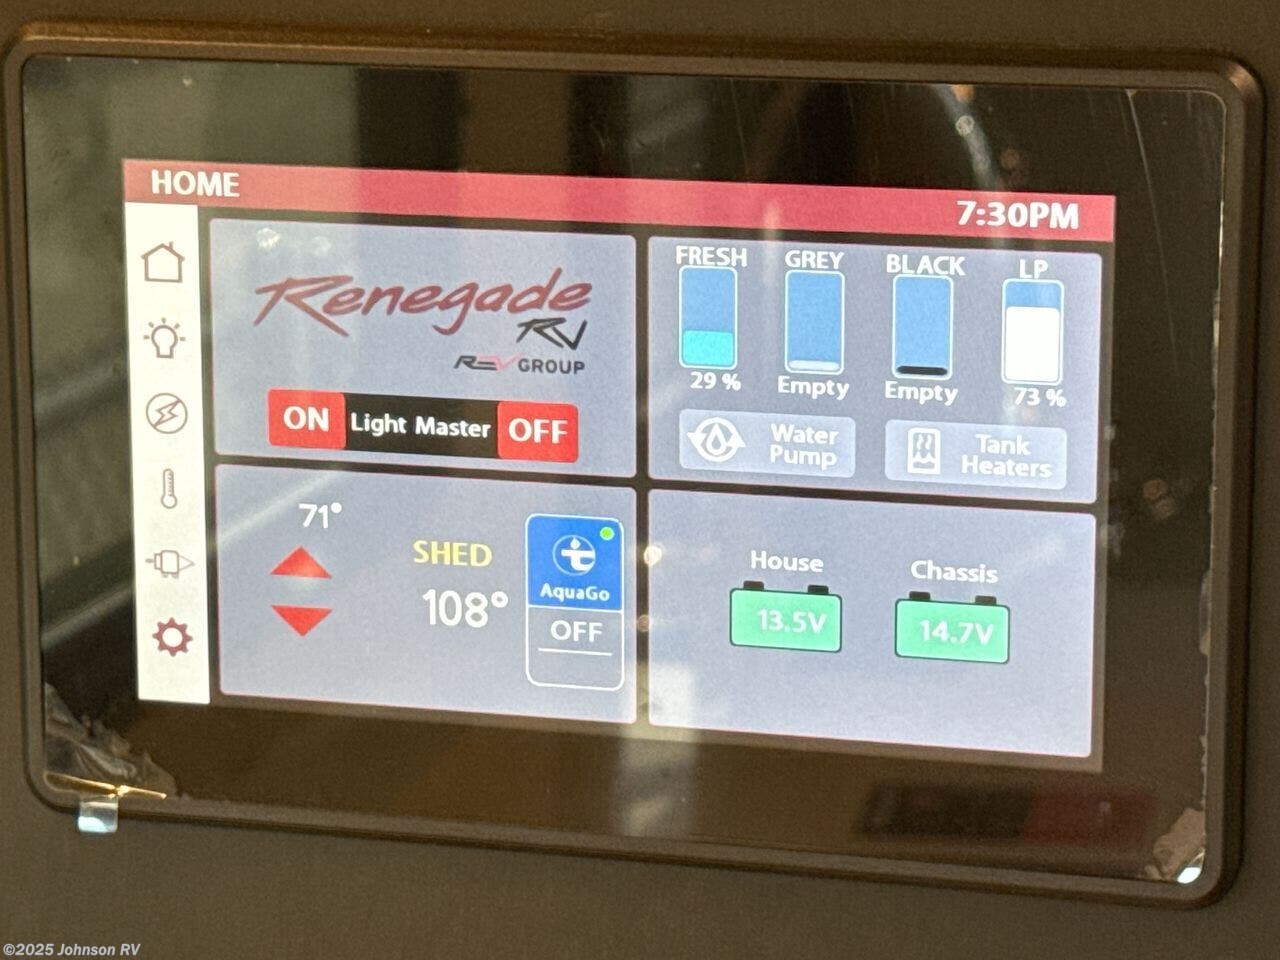 HOME
7:30PM
Renegade
RV
REV GROUP
ON Light Master OFF
FRESH GREY BLACK LP
29 % Empty Empty 73 %
Water
Pump
Tank
Heaters
71°
SHED
108°
AquaGo
OFF
House Chassis
13.5V 14.7V
©2025 Johnson RV